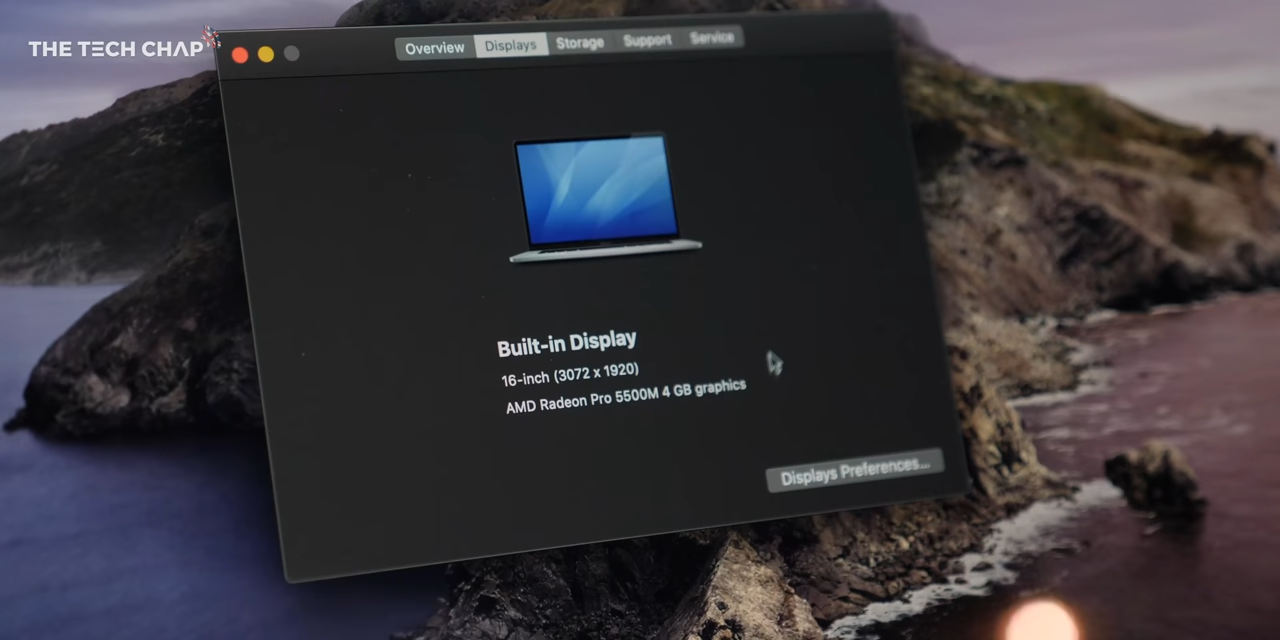 THE TECH CHAP
Overview Displays Storage Support Service
Built-in Display
16-inch (3072 x 1920)
AMD Radeon Pro 5500M 4 GB graphics
Displays Preferences...